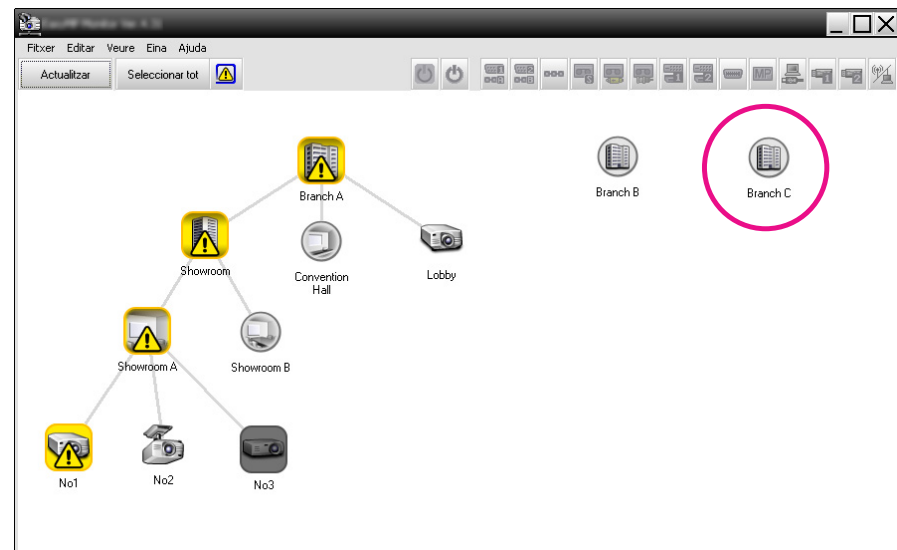 Fitxer Editar Veure Eina Ajuda
Actualitzar Seleccionar tot
MP
Branch A
Branch B
Branch C
Showroom
Convention
Hall
Lobby
Showroom A
Showroom B
No1
No2
No3